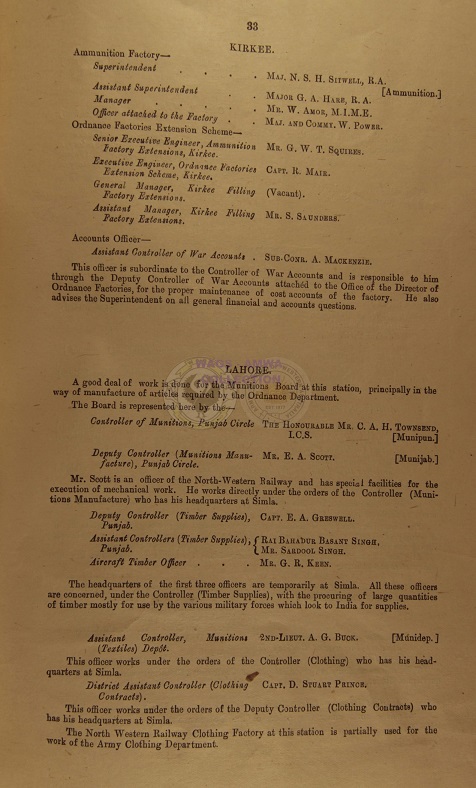 33
KIRKEE.
Ammunition Factory—
Superintendent . . . . MAJ. N. S. H. SITWELL, R.A.
[Ammunition.]
Assistant Superintendent . . MAJOR G. A. HARE, R. A.
Manager . . . . . MR. W. AMOR, M.I.M.E.
Officer attached to the Factory . . MAJ. AND COMMY. W. POWER.
Ordnance Factories Extension Scheme—
Senior Executive Engineer, Ammunition MR. G. W. T. SQUIRES.
Factory Extensions, Kirkee.
Executive Engineer, Ordnance Factories CAPT. R. MAIR.
Extension Scheme, Kirkee.
General Manager, Kirkee Filling (Vacant).
Factory Extensions.
Assistant Manager, Kirkee Filling MR. S. SAUNDERS.
Factory Extensions.
Accounts Officer—
Assistant Controller of War Accounts . SUB-CONR. A. MACKENZIE.
This officer is subordinate to the Controller of War Accounts and is responsible to him
through the Deputy Controller of War Accounts attached to the Office of the Director of
Ordnance Factories, for the proper maintenance of cost accounts of the factory. He also
advises the Superintendent on all general financial and accounts questions.
LAHORE.
A good deal of work is done for the Munitions Board at this station, principally in the
way of manufacture of articles required by the Ordnance Department.
The Board is represented here by the—
Controller of Munitions, Punjab Circle THE HONOURABLE MR. C. A. H. TOWNSEND,
I.C.S. [Munipun.]
Deputy Controller (Munitions Manu- MR. E. A. SCOTT. [Munijab.]
facture), Punjab Circle.
Mr. Scott is an officer of the North-Western Railway and has special facilities for the
execution of mechanical work. He works directly under the orders of the Controller (Muni-
tions Manufacture) who has his headquarters at Simla.
Deputy Controller (Timber Supplies), CAPT. E. A. GRESWELL.
Punjab.
Assistant Controllers (Timber Supplies), { RAI BAHADUR BASANT SINGH,
Punjab. { MR. SARDOOL SINGH.
Aircraft Timber Officer . . . MR. G. R. KEEN.
The headquarters of the first three officers are temporarily at Simla. All these officers
are concerned, under the Controller (Timber Supplies), with the procuring of large quantities
of timber mostly for use by the various military forces which look to India for supplies.
Assistant Controller, Munitions 2ND-LIEUT. A. G. BUCK. [Munidep.]
(Textiles) Depôt.
This officer works under the orders of the Controller (Clothing) who has his head-
quarters at Simla.
District Assistant Controller (Clothing CAPT. D. STUART PRINCE.
Contracts).
This officer works under the orders of the Deputy Controller (Clothing Contracts) who
has his headquarters at Simla.
The North Western Railway Clothing Factory at this station is partially used for the
work of the Army Clothing Department.